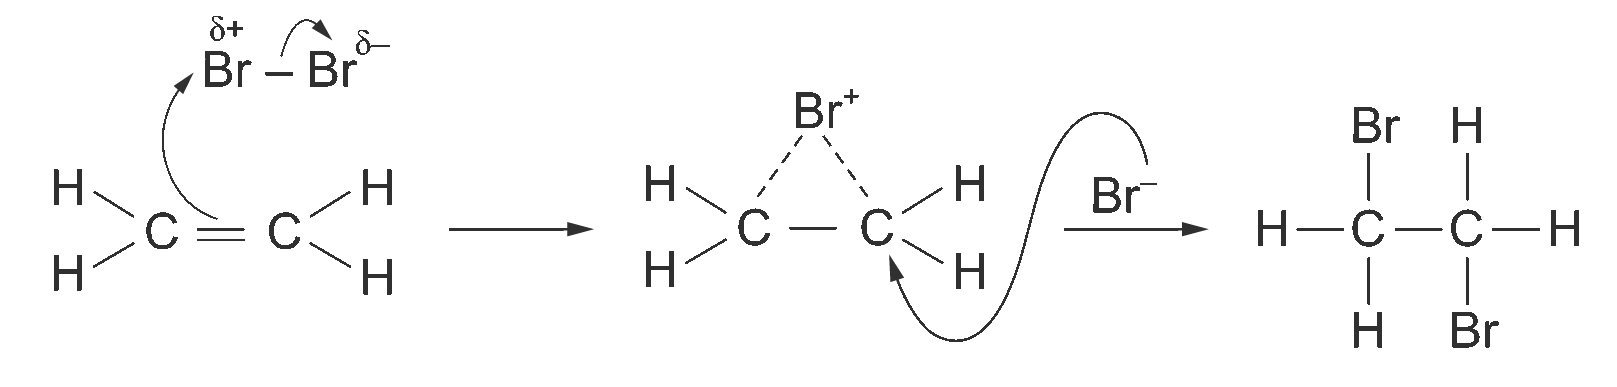 δ+
Br – Br δ–
H H
C = C
H H
Br+
H H
C – C
H H
Br–
Br H
H – C – C – H
H Br